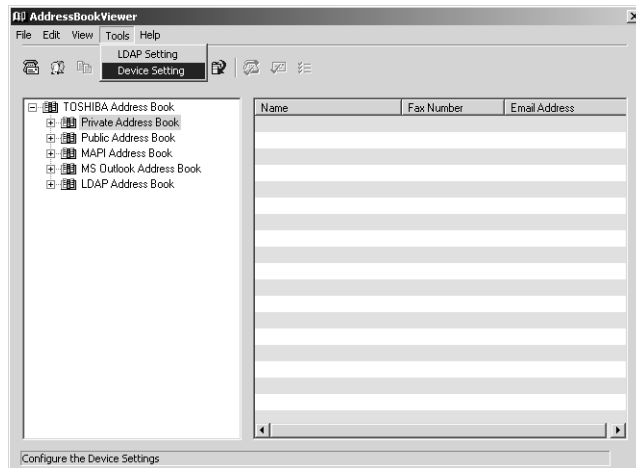 AddressBookViewer
File Edit View Tools Help
LDAP Setting
Device Setting
TOSHIBA Address Book
Private Address Book
Public Address Book
MAPI Address Book
MS Outlook Address Book
LDAP Address Book
Name Fax Number Email Address
Configure the Device Settings